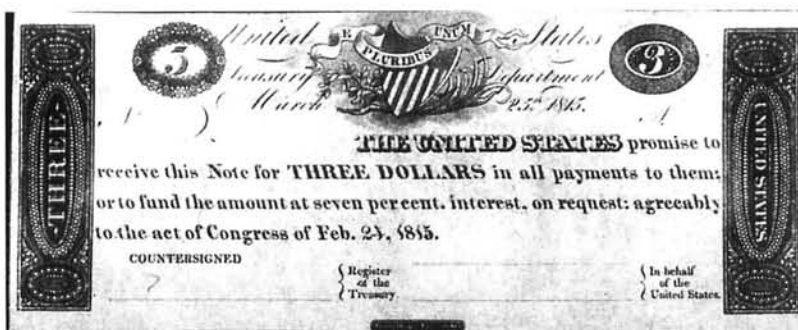 3 United E PLURIBUS UNUM States 3
Treasury Department
March 25th 1815.
THREE
UNITED STATES
THE UNITED STATES promise to
receive this Note for THREE DOLLARS in all payments to them;
or to fund the amount at seven percent. interest, on request: agreeably
to the act of Congress of Feb. 24, 1815.
COUNTERSIGNED
Register
of the
Treasury
In behalf
of the
United States.